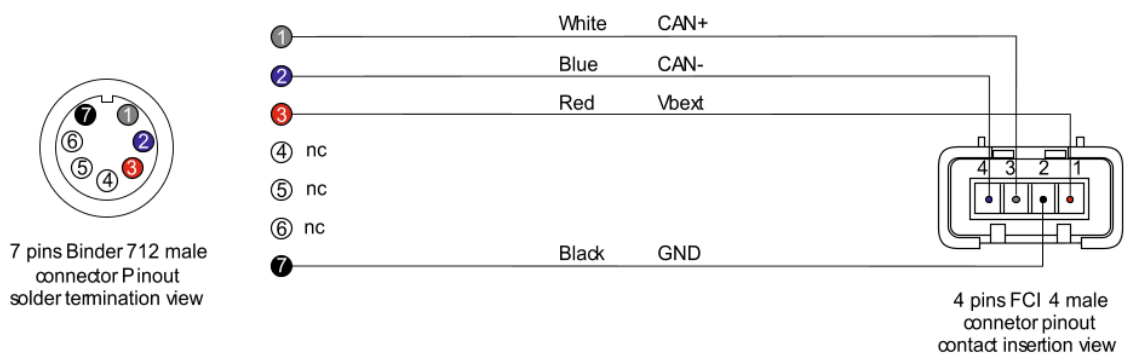 1 White CAN+
2 Blue CAN-
3 Red Vbext
4 nc
5 nc
6 nc
7 Black GND
7 1
6 2
5 3
4
7 pins Binder 712 male
connector Pinout
solder termination view
4 3 2 1
4 pins FCI 4 male
connetor pinout
contact insertion view